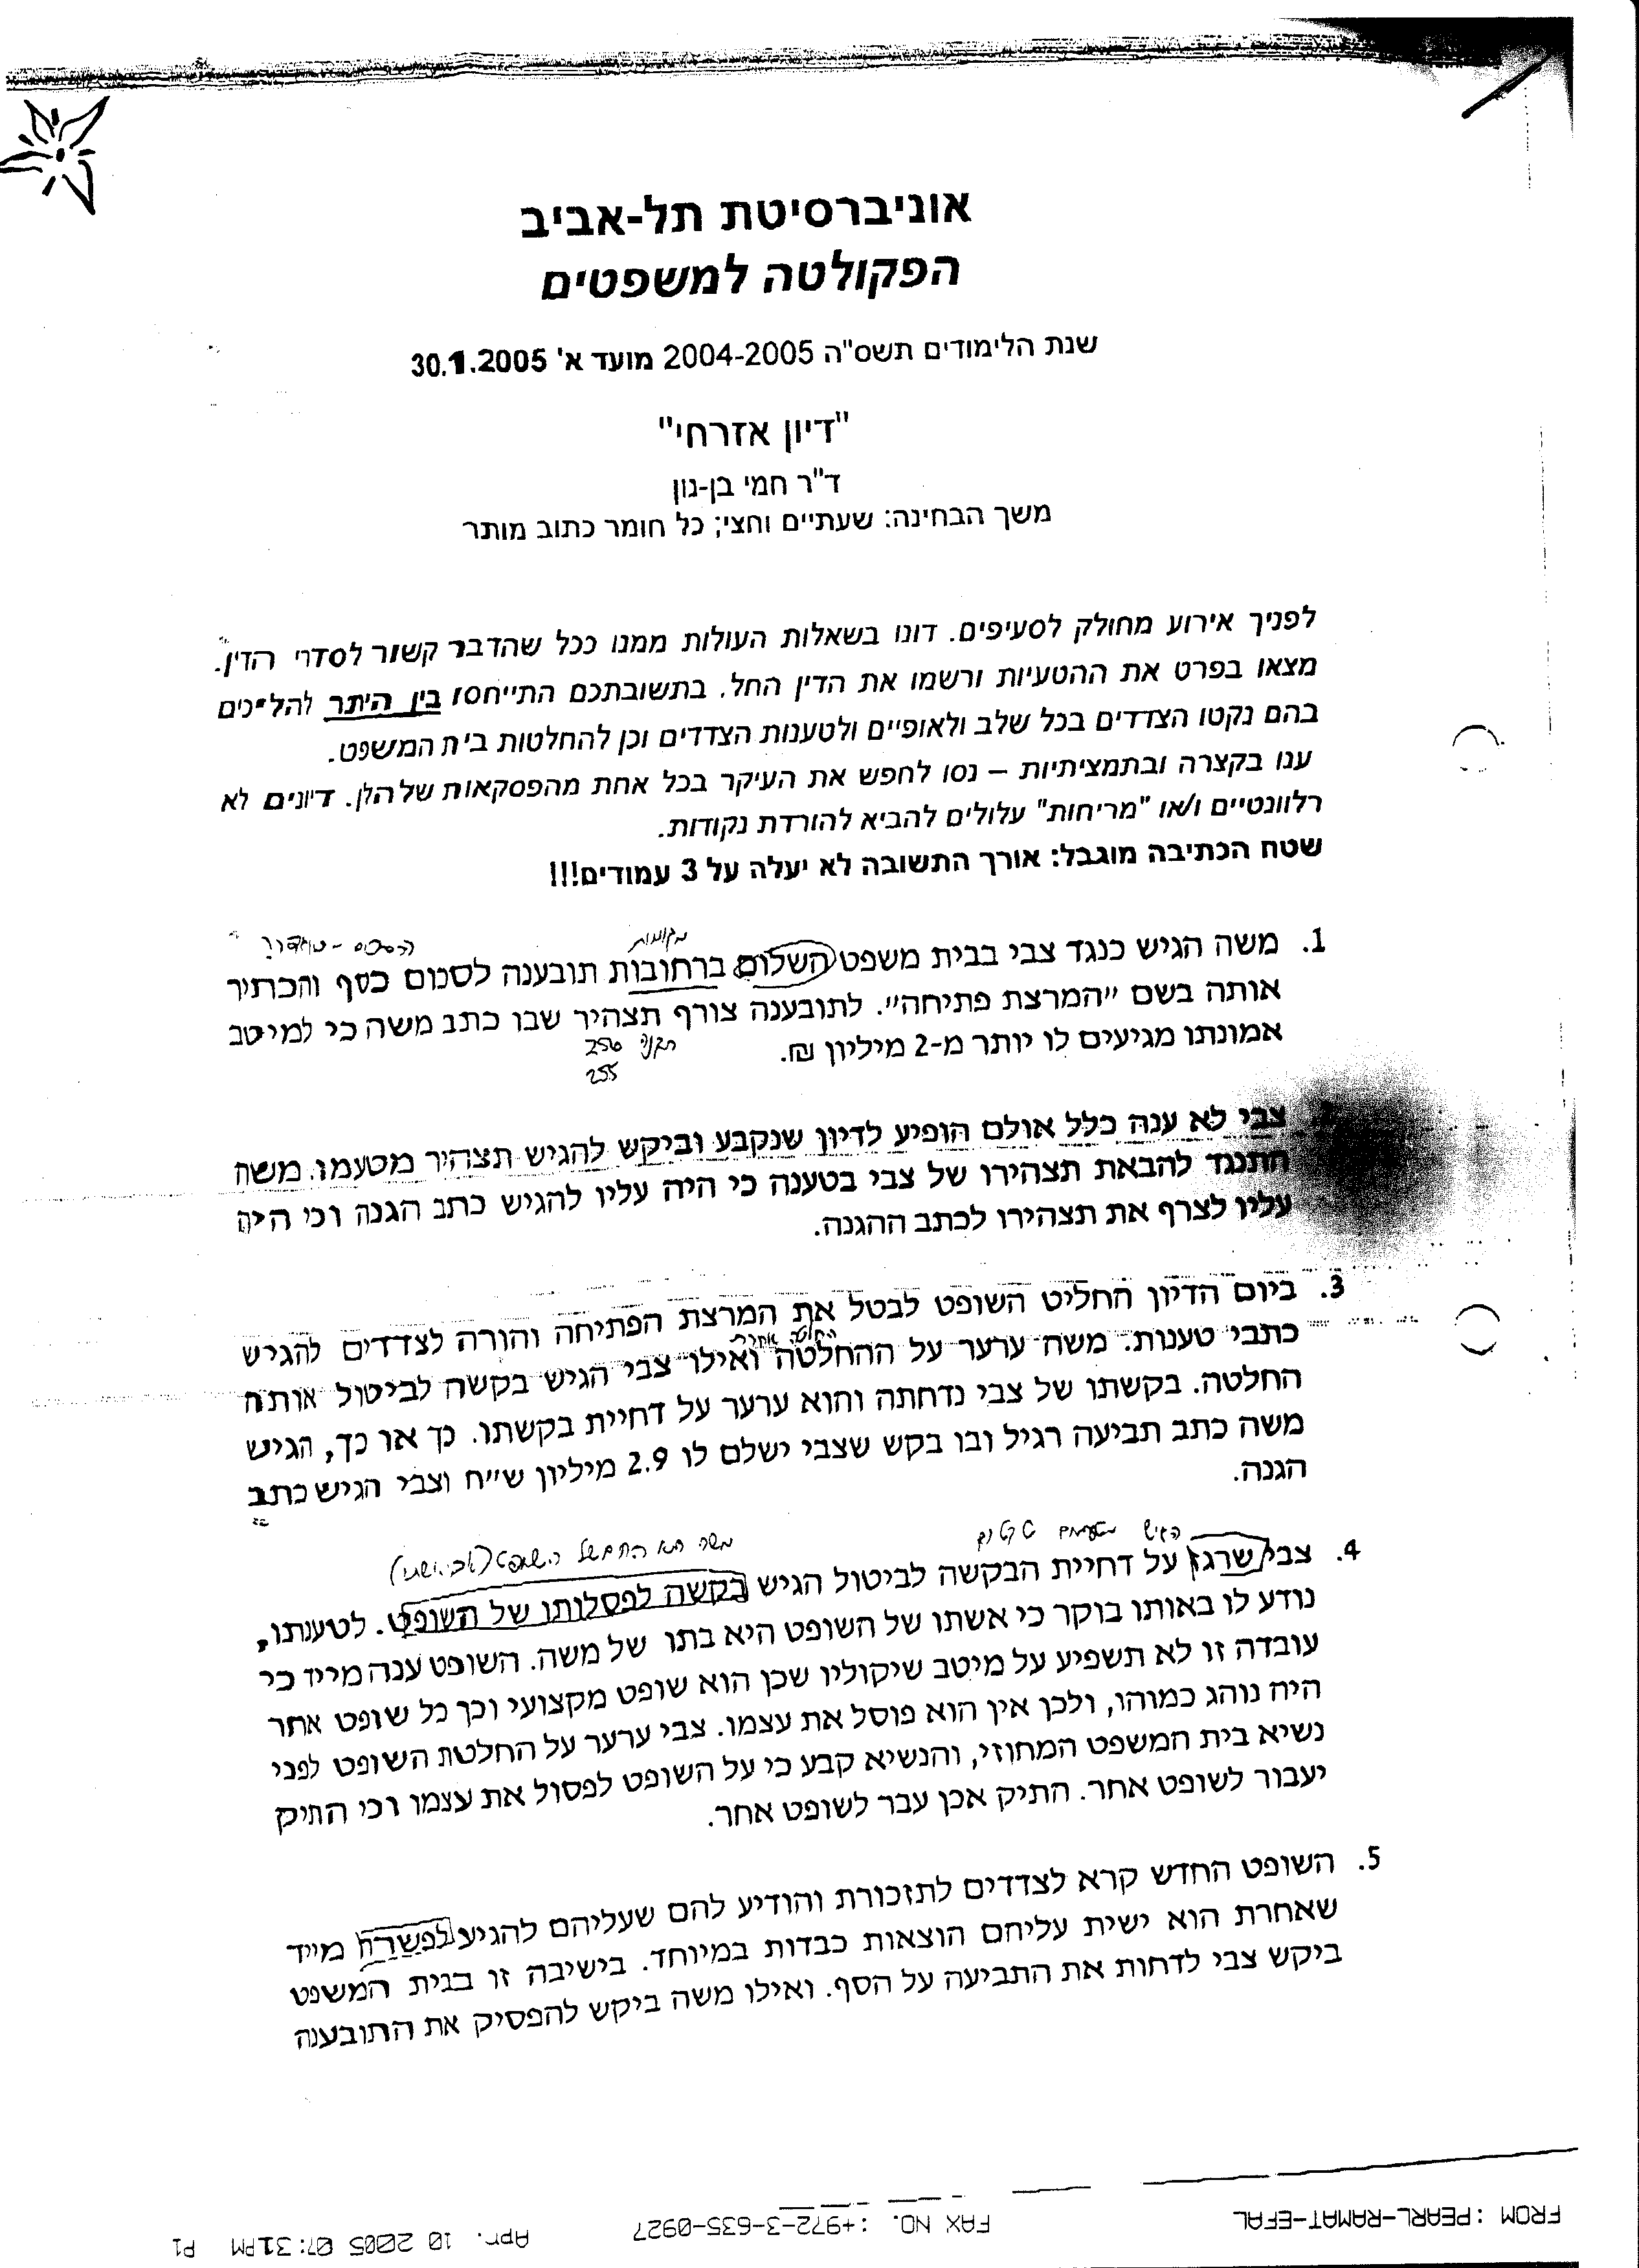 אוניברסיטת תל-אביב
הפקולטה למשפטים
שנת הלימודים תשס"ה 2004-2005 מועד א' 30.1.2005
"דיון אזרחי"
ד"ר חמי בן-נון
משך הבחינה: שעתיים וחצי; כל חומר כתוב מותר
לפניך אירוע מחולק לסעיפים. דונו בשאלות העולות ממנו ככל שהדבר קשור לסדרי הדין.
מצאו בפרט את ההטעיות ורשמו את הדין החל. בתשובתכם התייחסו בין היתר להליכים
בהם נקטו הצדדים בכל שלב ולאופיים ולטענות הצדדים וכן להחלטות בית המשפט.
ענו בקצרה ובתמציתיות – נסו לחפש את העיקר בכל אחת מהפסקאות שלהלן. דיונים לא
רלוונטיים ו/או "מריחות" עלולים להביא להורדת נקודות.
שטח הכתיבה מוגבל: אורך התשובה לא יעלה על 3 עמודים!!!
מקומית
1. משה הגיש כנגד צבי בבית משפט השלום ברחובות תובענה לסכום כסף והכתיר
אותה בשם "המרצת פתיחה". לתובענה צורף תצהיר שבו כתב משה כי למיטב
אמונתו מגיעים לו יותר מ-2 מיליון ₪.
256
255
צבי לא ענה כלל אולם הופיע לדיון שנקבע וביקש להגיש תצהיר מטעמו. משה
התנגד להבאת תצהירו של צבי בטענה כי היה עליו להגיש כתב הגנה וכי היה
עליו לצרף את תצהירו לכתב ההגנה.
3. ביום הדיון החליט השופט לבטל את המרצת הפתיחה והורה לצדדים להגיש
כתבי טענות. משה ערער על ההחלטה ואילו צבי הגיש בקשה לביטול אותה
החלטה. בקשתו של צבי נדחתה והוא ערער על דחיית בקשתו. כך או כך, הגיש
משה כתב תביעה רגיל ובו בקש שצבי ישלם לו 2.9 מיליון ש"ח וצבי הגיש כתב
הגנה.
4. צבי שרגז על דחיית הבקשה לביטול הגיש בקשה לפסלותו של השופט. לטענתו,
נודע לו באותו בוקר כי אשתו של השופט היא בתו של משה. השופט ענה מייד כי
עובדה זו לא תשפיע על מיטב שיקוליו שכן הוא שופט מקצועי וכך כל שופט אחר
היה נוהג כמוהו, ולכן אין הוא פוסל את עצמו. צבי ערער על החלטת השופט לפני
נשיא בית המשפט המחוזי, והנשיא קבע כי על השופט לפסול את עצמו וכי התיק
יעבור לשופט אחר. התיק אכן עבר לשופט אחר.
5. השופט החדש קרא לצדדים לתזכורת והודיע להם שעליהם להגיע לפשרה מייד
שאחרת הוא ישית עליהם הוצאות כבדות במיוחד. בישיבה זו בבית המשפט
ביקש צבי לדחות את התביעה על הסף. ואילו משה ביקש להפסיק את התובענה
FROM : PEARL-RAMAT-EFAL FAX NO. : +972-3-635-0927 Apr. 10 2005 07:31PM P1